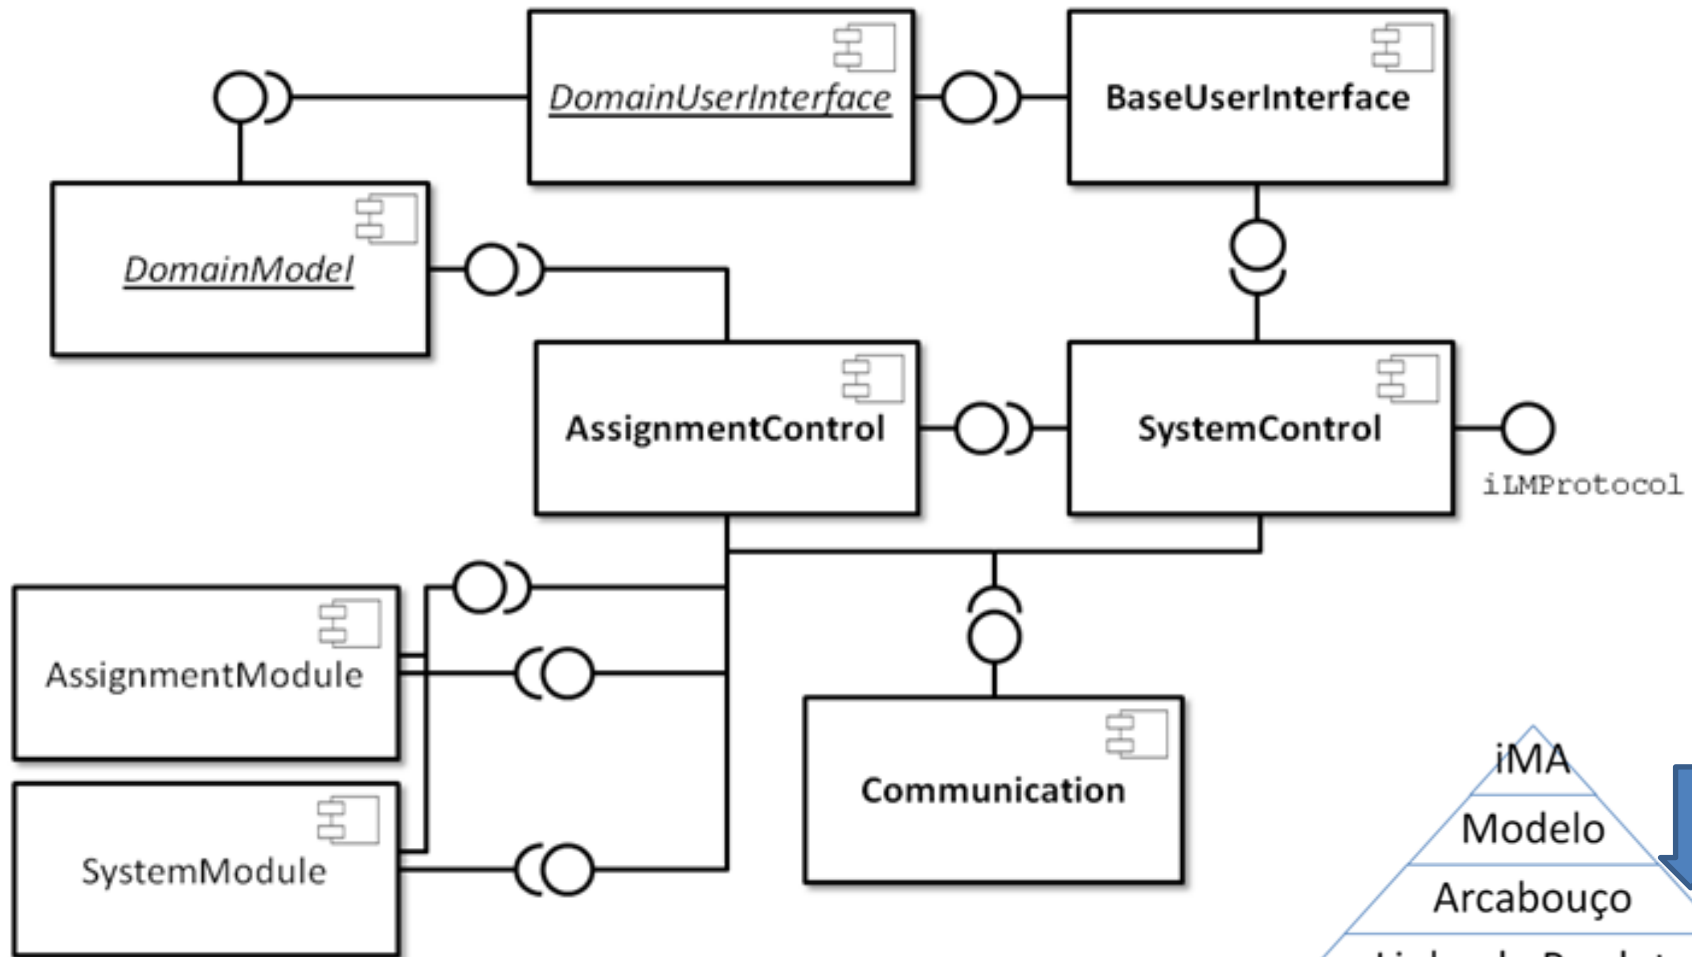 DomainUserInterface
BaseUserInterface
DomainModel
AssignmentControl
SystemControl
iLMProtocol
AssignmentModule
Communication
SystemModule
iMA
Modelo
Arcabouço